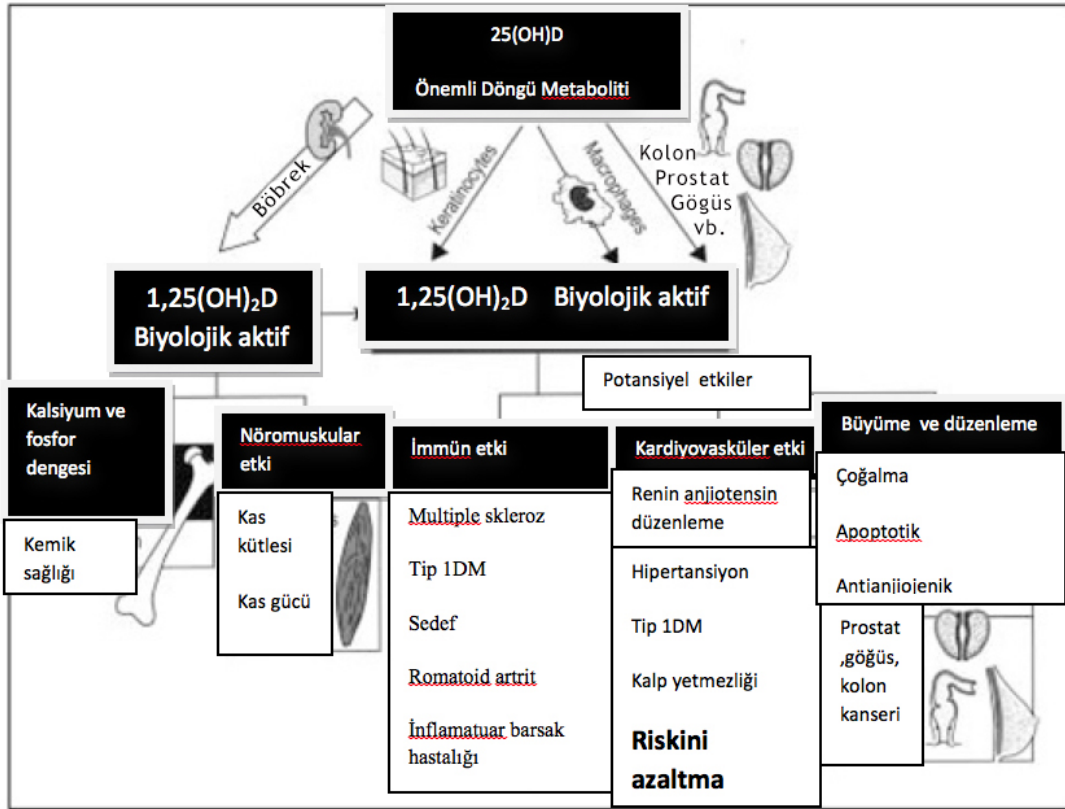 25(OH)D
Önemli Döngü Metaboliti
Böbrek
Keratinocytes
Macrophages
Kolon
Prostat
Gögüs
vb.
1,25(OH)₂D
Biyolojik aktif
1,25(OH)₂D Biyolojik aktif
Potansiyel etkiler
Kalsiyum ve
fosfor
dengesi
Kemik
sağlığı
Nöromuskular
etki
Kas
kütlesi
Kas gücü
İmmün etki
Multiple skleroz
Tip 1DM
Sedef
Romatoid artrit
İnflamatuar barsak
hastalığı
Kardiyovasküler etki
Renin anjiotensin
düzenleme
Hipertansiyon
Tip 1DM
Kalp yetmezliği
Riskini
azaltma
Büyüme ve düzenleme
Çoğalma
Apoptotik
Antianjiojenik
Prostat
,göğüs,
kolon
kanseri